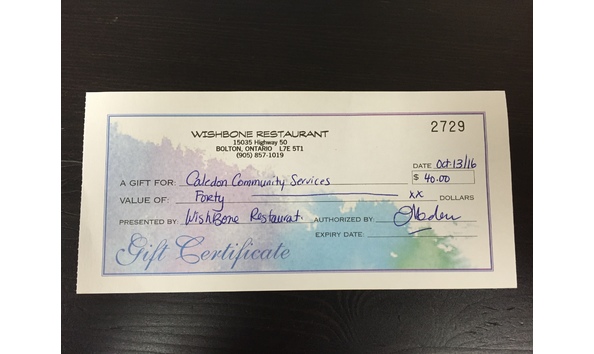 WISHBONE RESTAURANT
15035 Highway 50
BOLTON, ONTARIO L7E 5T1
(905) 857-1019
2729
DATE Oct 13/16
A GIFT FOR: Caledon Community Services $ 40.00
VALUE OF: Forty xx DOLLARS
PRESENTED BY: WishBone Restaurat. AUTHORIZED BY:
EXPIRY DATE:
Gift Certificate